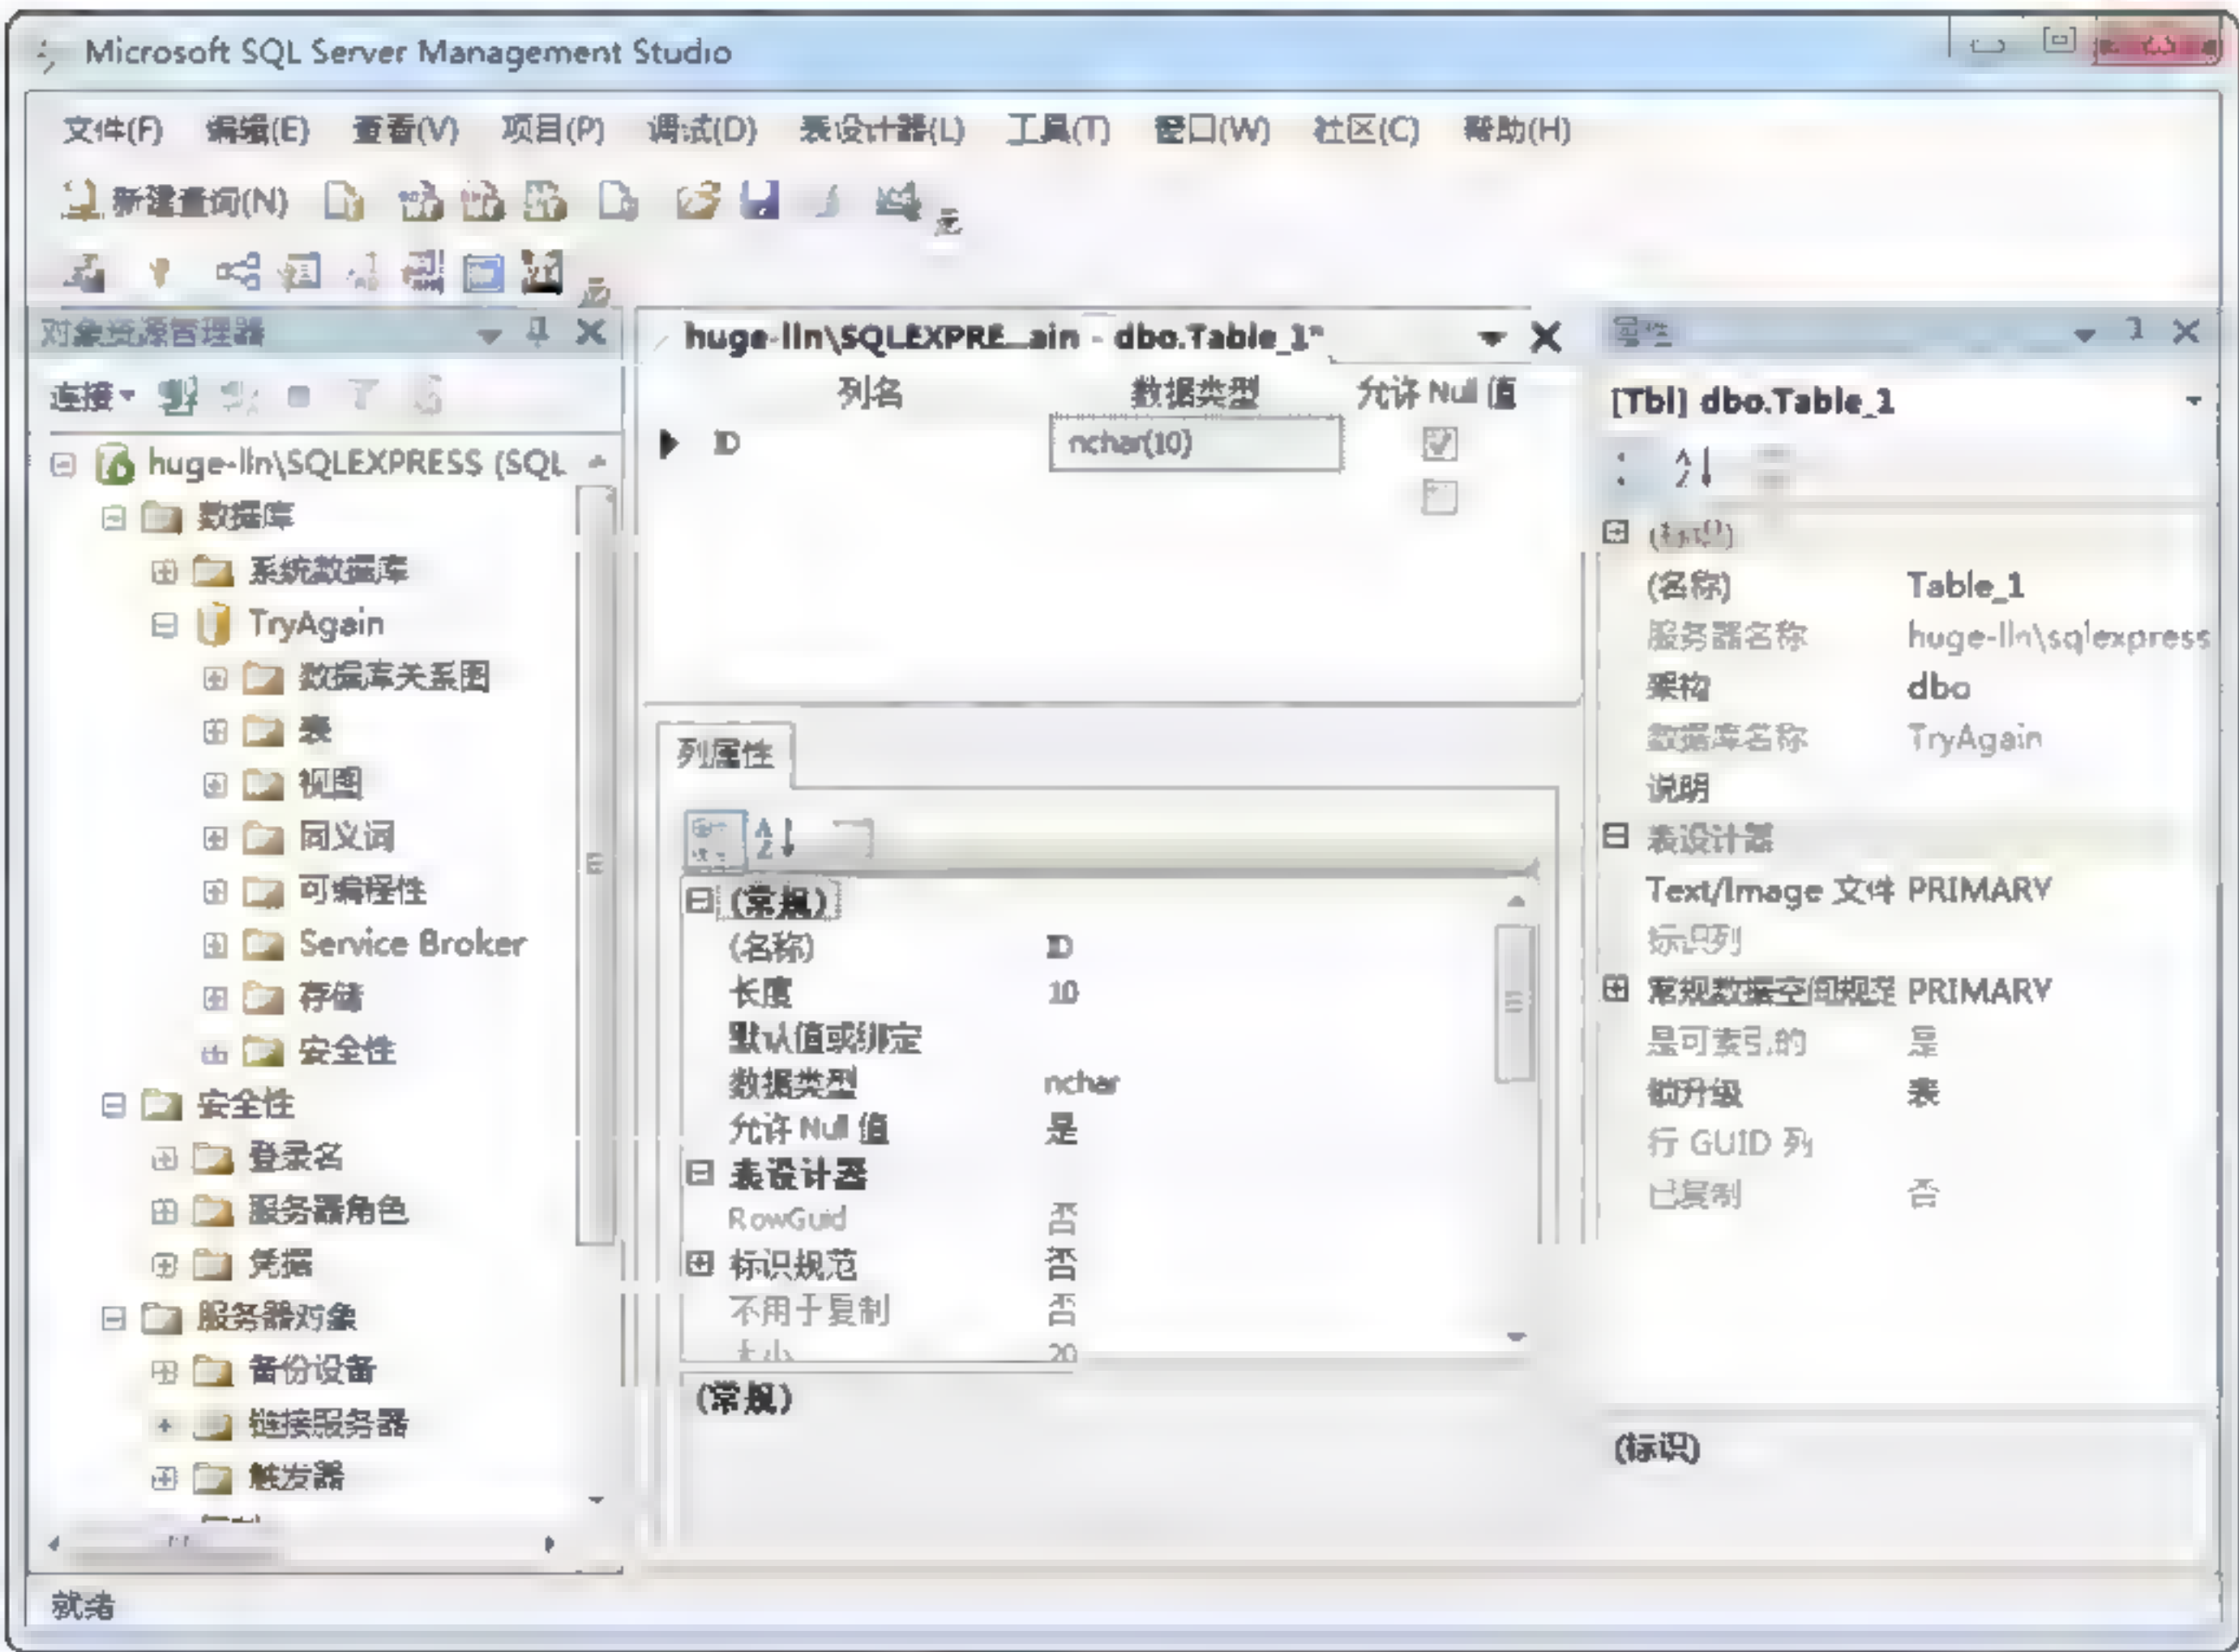 Microsoft SQL Server Management Studio
文件(F) 编辑(E) 查看(V) 项目(P) 调试(D) 表设计器(L) 工具(T) 窗口(W) 社区(C) 帮助(H)
新建查询(N)
对象资源管理器
连接
huge-lln\SQLEXPRESS (SQL
数据库
系统数据库
TryAgain
数据库关系图
表
视图
同义词
可编程性
Service Broker
存储
安全性
安全性
登录名
服务器角色
凭据
服务器对象
备份设备
链接服务器
触发器
huge-lln\SQLEXPRE...ain - dbo.Table_1*
列名 数据类型 允许 Null 值
ID nchar(10)
列属性
(常规)
(名称) ID
长度 10
默认值或绑定
数据类型 nchar
允许 Null 值 是
表设计器
RowGuid 否
标识规范 否
不用于复制 否
大小 20
(常规)
属性
[Tbl] dbo.Table_1
(标识)
(名称) Table_1
服务器名称 huge-lln\sqlexpress
架构 dbo
数据库名称 TryAgain
说明
表设计器
Text/Image 文件 PRIMARY
标识列
常规数据空间规范 PRIMARY
是可索引的 是
锁升级 表
行 GUID 列
已复制 否
(标识)
就绪